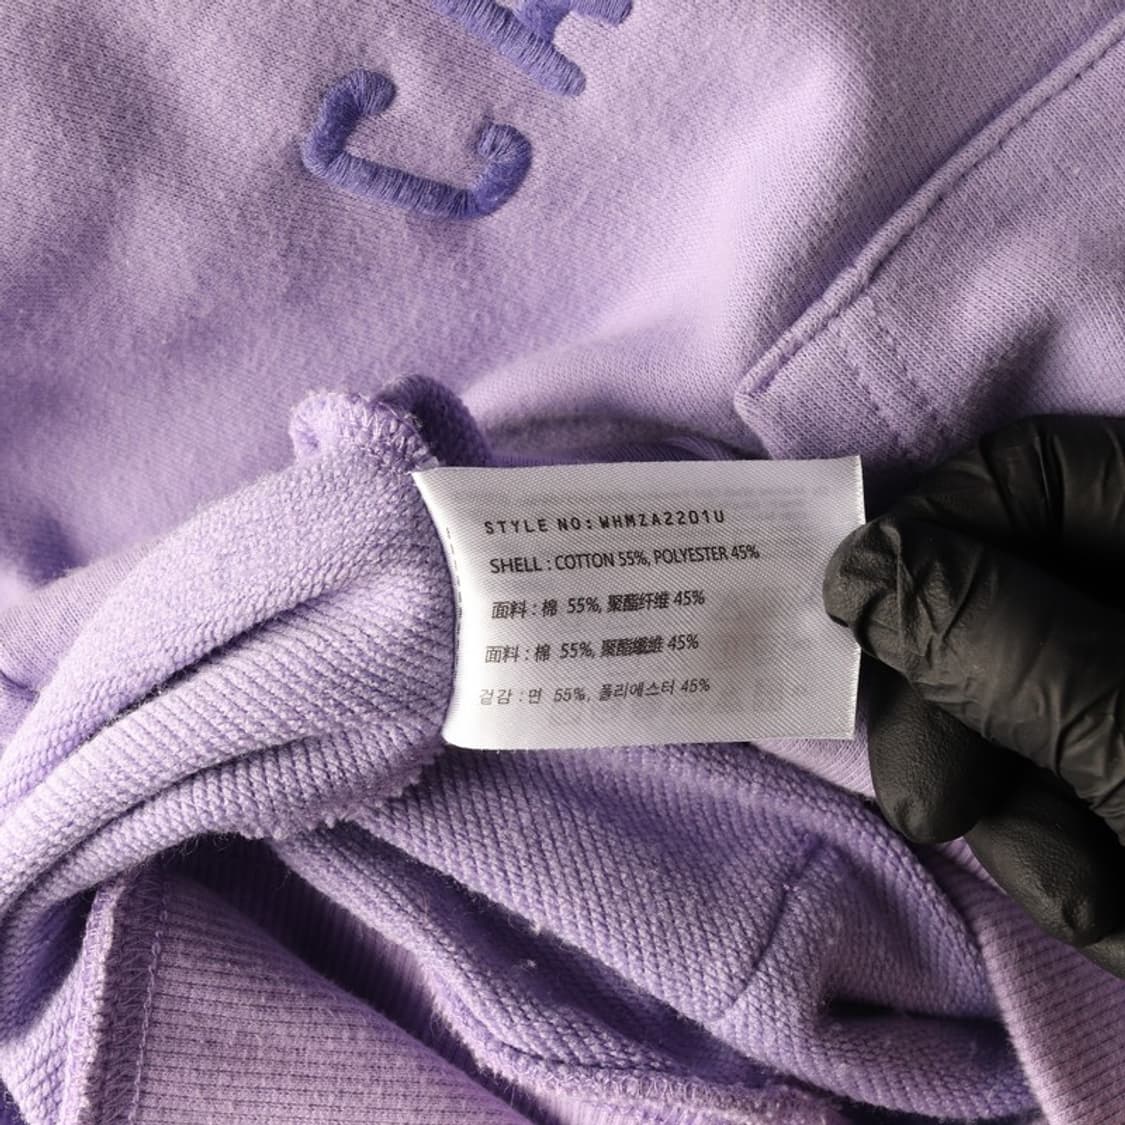 C
STYLE NO: WHMZA2201U
SHELL : COTTON 55%, POLYESTER 45%
面料 : 棉 55%, 聚酯纤维 45%
面料 : 棉 55%, 聚酯纖維 45%
겉감 : 면 55%, 폴리에스터 45%